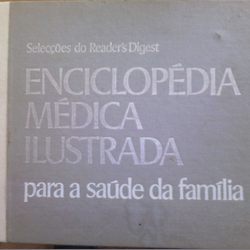 Selecções do Reader's Digest
ENCICLOPÉDIA
MÉDICA
ILUSTRADA
para a saúde da família